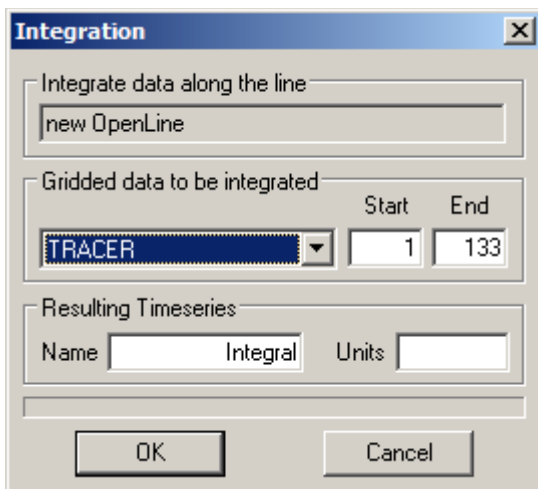 Integration
Integrate data along the line
new OpenLine
Gridded data to be integrated
Start End
TRACER 1 133
Resulting Timeseries
Name Integral Units
OK Cancel